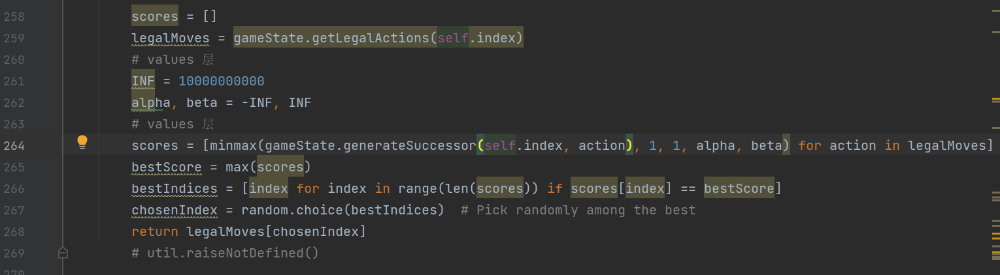 258 scores = []
259 legalMoves = gameState.getLegalActions(self.index)
260 # values 层
261 INF = 10000000000
262 alpha, beta = -INF, INF
263 # values 层
264 scores = [minmax(gameState.generateSuccessor(self.index, action), 1, 1, alpha, beta) for action in legalMoves]
265 bestScore = max(scores)
266 bestIndices = [index for index in range(len(scores)) if scores[index] == bestScore]
267 chosenIndex = random.choice(bestIndices)  # Pick randomly among the best
268 return legalMoves[chosenIndex]
269 # util.raiseNotDefined()
270